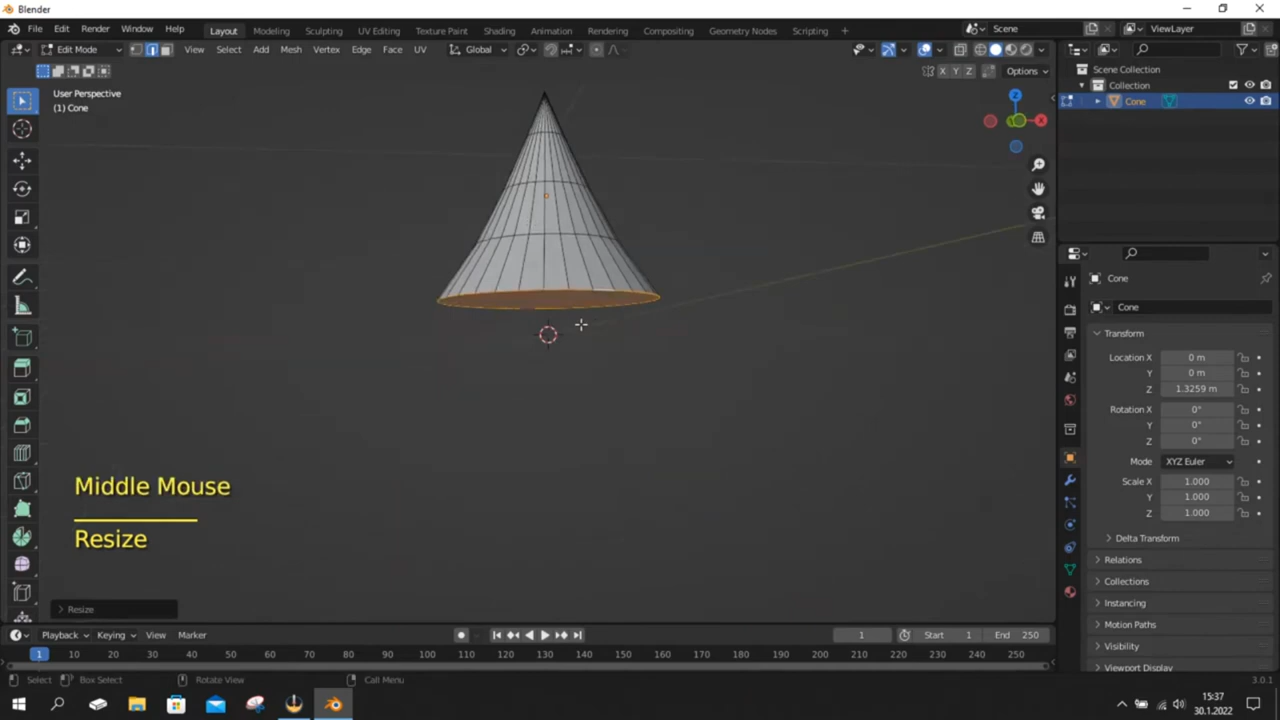 Blender
File Edit Render Window Help Layout Modeling Sculpting UV Editing Texture Paint Shading Animation Rendering Compositing Geometry Nodes Scripting + Scene ViewLayer
Edit Mode View Select Add Mesh Vertex Edge Face UV Global
X Y Z Options
User Perspective
(1) Cone
Z
X
Scene Collection
Collection
Cone
Cone
Cone
Transform
Location X 0 m
Y 0 m
Z 1.3259 m
Rotation X 0°
Y 0°
Z 0°
Mode XYZ Euler
Scale X 1.000
Y 1.000
Z 1.000
Delta Transform
Relations
Collections
Instancing
Motion Paths
Visibility
Viewport Display
Middle Mouse
Resize
Resize
Playback Keying View Marker 1 Start 1 End 250
1 10 20 30 40 50 60 70 80 90 100 110 120 130 140 150 160 170 180 190 200 210 220 230 240 250
Select Box Select Rotate View Call Menu 3.0.1
15:37
30.1.2022